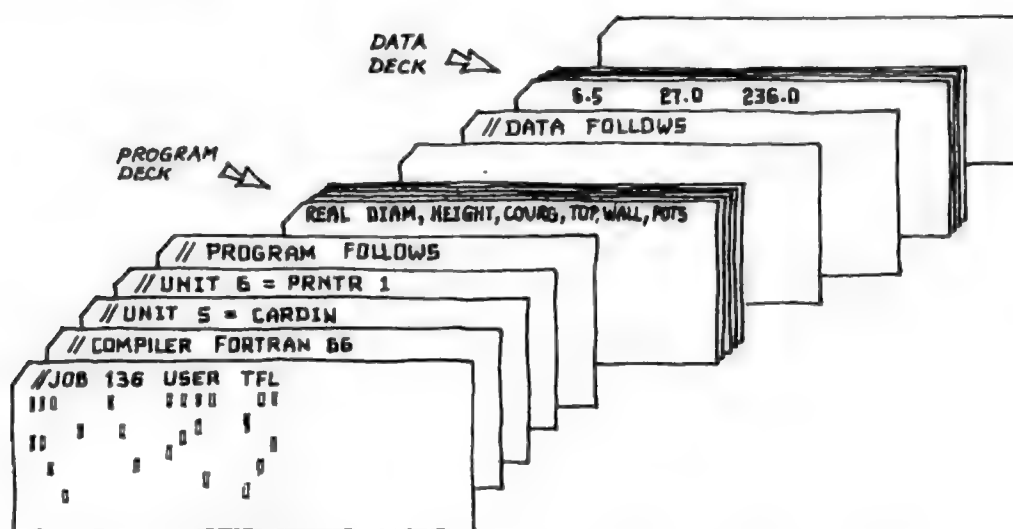 DATA
DECK
6.5 27.0 236.0
// DATA FOLLOWS
PROGRAM
DECK
REAL DIAM, HEIGHT, COVRG, TOP, WALL, POTS
// PROGRAM FOLLOWS
// UNIT 6 = PRNTR 1
// UNIT 5 = CARDIN
// COMPILER FORTRAN 66
//JOB 136 USER TFL